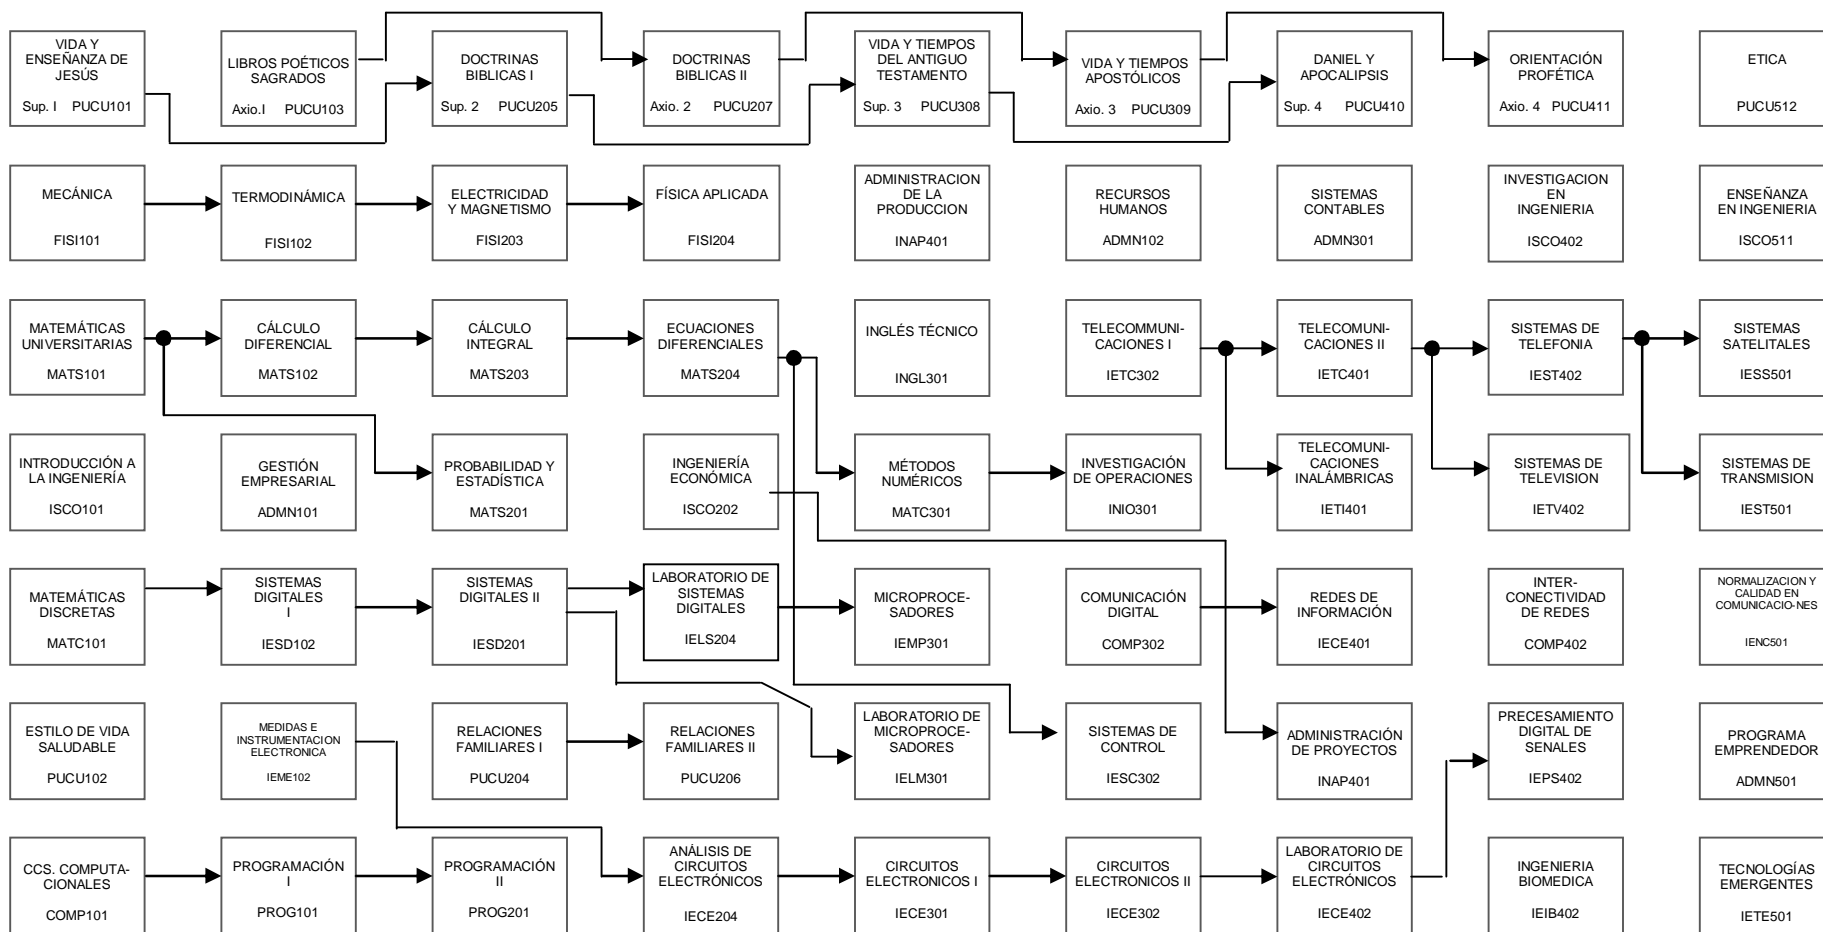 VIDA Y
ENSEÑANZA DE
JESÚS
Sup. I PUCU101
LIBROS POÉTICOS
SAGRADOS
Axio.I PUCU103
DOCTRINAS
BIBLICAS I
Sup. 2 PUCU205
DOCTRINAS
BIBLICAS II
Axio. 2 PUCU207
VIDA Y TIEMPOS
DEL ANTIGUO
TESTAMENTO
Sup. 3 PUCU308
VIDA Y TIEMPOS
APOSTÓLICOS
Axio. 3 PUCU309
DANIEL Y
APOCALIPSIS
Sup. 4 PUCU410
ORIENTACIÓN
PROFÉTICA
Axio. 4 PUCU411
ETICA
PUCU512
MECÁNICA
FISI101
TERMODINÁMICA
FISI102
ELECTRICIDAD
Y MAGNETISMO
FISI203
FÍSICA APLICADA
FISI204
ADMINISTRACION
DE LA
PRODUCCION
INAP401
RECURSOS
HUMANOS
ADMN102
SISTEMAS
CONTABLES
ADMN301
INVESTIGACION
EN
INGENIERIA
ISCO402
ENSEÑANZA
EN INGENIERIA
ISCO511
MATEMÁTICAS
UNIVERSITARIAS
MATS101
CÁLCULO
DIFERENCIAL
MATS102
CÁLCULO
INTEGRAL
MATS203
ECUACIONES
DIFERENCIALES
MATS204
INGLÉS TÉCNICO
INGL301
TELECOMMUNI-
CACIONES I
IETC302
TELECOMUNI-
CACIONES II
IETC401
SISTEMAS DE
TELEFONIA
IEST402
SISTEMAS
SATELITALES
IESS501
INTRODUCCIÓN A
LA INGENIERÍA
ISCO101
GESTIÓN
EMPRESARIAL
ADMN101
PROBABILIDAD Y
ESTADÍSTICA
MATS201
INGENIERÍA
ECONÓMICA
ISCO202
MÉTODOS
NUMÉRICOS
MATC301
INVESTIGACIÓN
DE OPERACIONES
INIO301
TELECOMUNI-
CACIONES
INALÁMBRICAS
IETI401
SISTEMAS DE
TELEVISION
IETV402
SISTEMAS DE
TRANSMISION
IEST501
MATEMÁTICAS
DISCRETAS
MATC101
SISTEMAS
DIGITALES
I
IESD102
SISTEMAS
DIGITALES II
IESD201
LABORATORIO DE
SISTEMAS
DIGITALES
IELS204
MICROPROCE-
SADORES
IEMP301
COMUNICACIÓN
DIGITAL
COMP302
REDES DE
INFORMACIÓN
IECE401
INTER-
CONECTIVIDAD
DE REDES
COMP402
NORMALIZACION Y
CALIDAD EN
COMUNICACIO-NES
IENC501
ESTILO DE VIDA
SALUDABLE
PUCU102
MEDIDAS E
INSTRUMENTACION
ELECTRONICA
IEME102
RELACIONES
FAMILIARES I
PUCU204
RELACIONES
FAMILIARES II
PUCU206
LABORATORIO DE
MICROPROCE-
SADORES
IELM301
SISTEMAS DE
CONTROL
IESC302
ADMINISTRACIÓN
DE PROYECTOS
INAP401
PRECESAMIENTO
DIGITAL DE
SENALES
IEPS402
PROGRAMA
EMPRENDEDOR
ADMN501
CCS. COMPUTA-
CIONALES
COMP101
PROGRAMACIÓN
I
PROG101
PROGRAMACIÓN
II
PROG201
ANÁLISIS DE
CIRCUITOS
ELECTRÓNICOS
IECE204
CIRCUITOS
ELECTRONICOS I
IECE301
CIRCUITOS
ELECTRONICOS II
IECE302
LABORATORIO DE
CIRCUITOS
ELECTRÓNICOS
IECE402
INGENIERIA
BIOMEDICA
IEIB402
TECNOLOGÍAS
EMERGENTES
IETE501